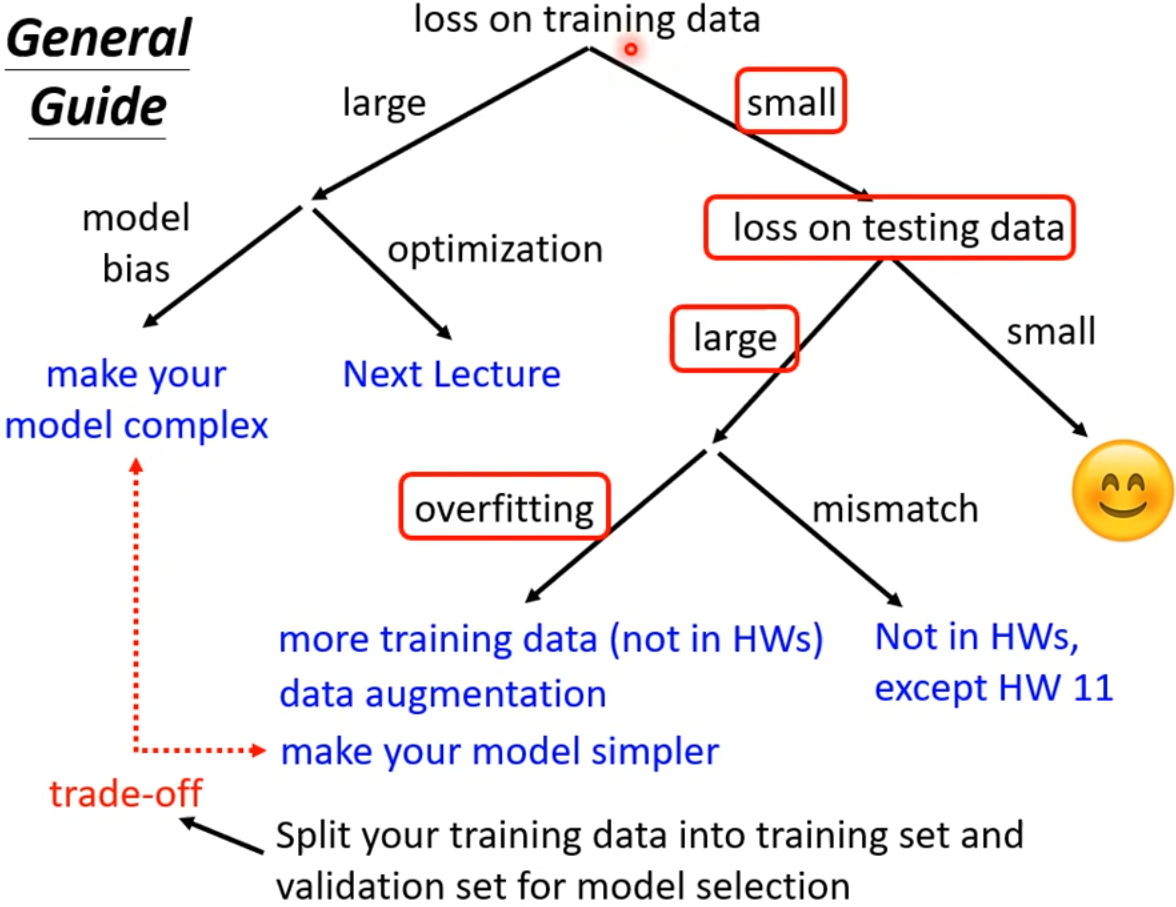 General
Guide
loss on training data
large
small
model
bias
optimization
loss on testing data
make your
model complex
Next Lecture
large
small
overfitting
mismatch
more training data (not in HWs)
data augmentation
make your model simpler
Not in HWs,
except HW 11
trade-off
Split your training data into training set and
validation set for model selection